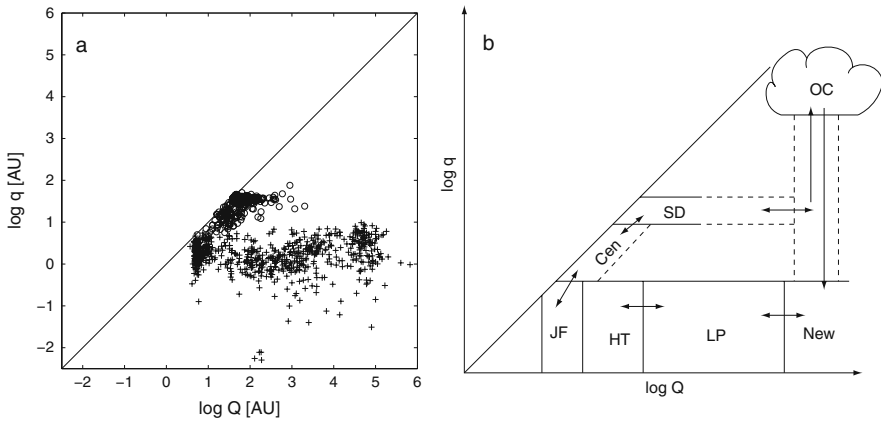 a
6
5
4
3
2
1
0
−1
−2
log q [AU]
−2 −1 0 1 2 3 4 5 6
log Q [AU]
b
OC
SD
Cen
JF HT LP New
log q
log Q